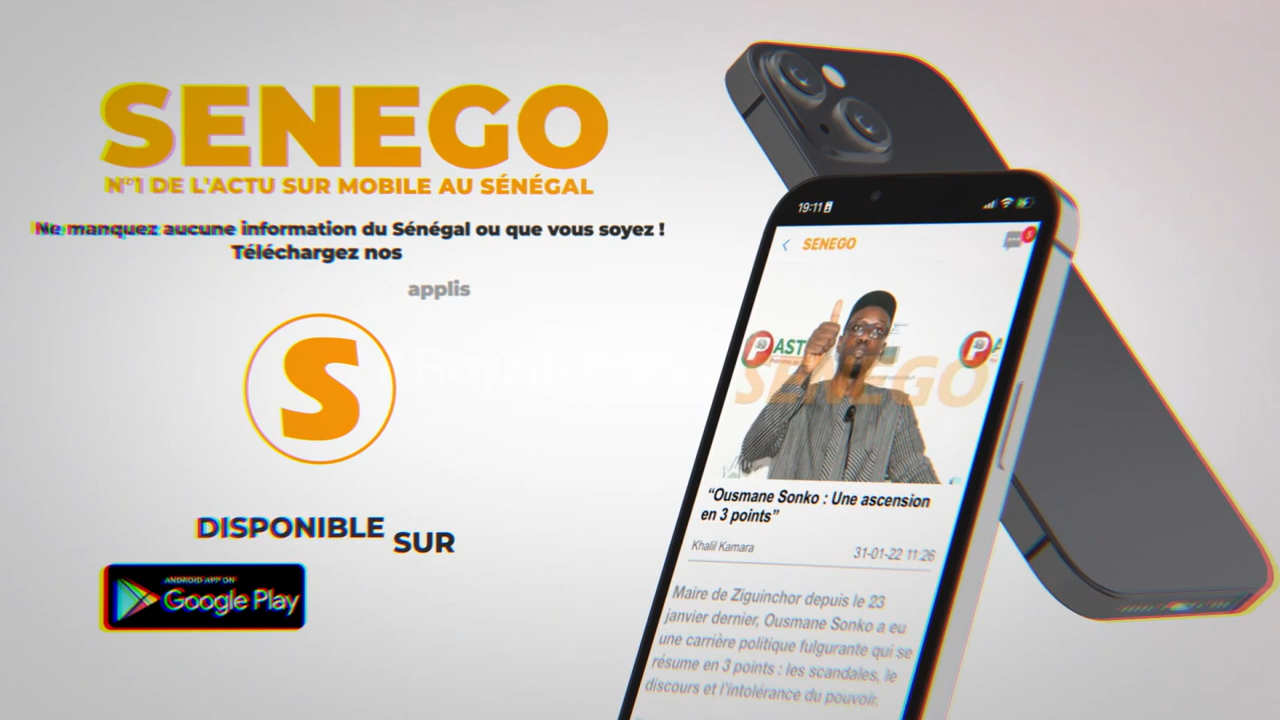 SENEGO
N°1 DE L'ACTU SUR MOBILE AU SÉNÉGAL
Ne manquez aucune information du Sénégal ou que vous soyez !
Téléchargez nos
applis
S
DISPONIBLE SUR
ANDROID APP ON
Google Play
19:11
SENEGO
5
PAST
PA
SENEGO
“Ousmane Sonko : Une ascension
en 3 points”
Khalil Kamara
31-01-22 11:26
Maire de Ziguinchor depuis le 23
janvier dernier, Ousmane Sonko a eu
une carrière politique fulgurante qui se
résume en 3 points : les scandales, le
discours et l'intolérance du pouvoir.